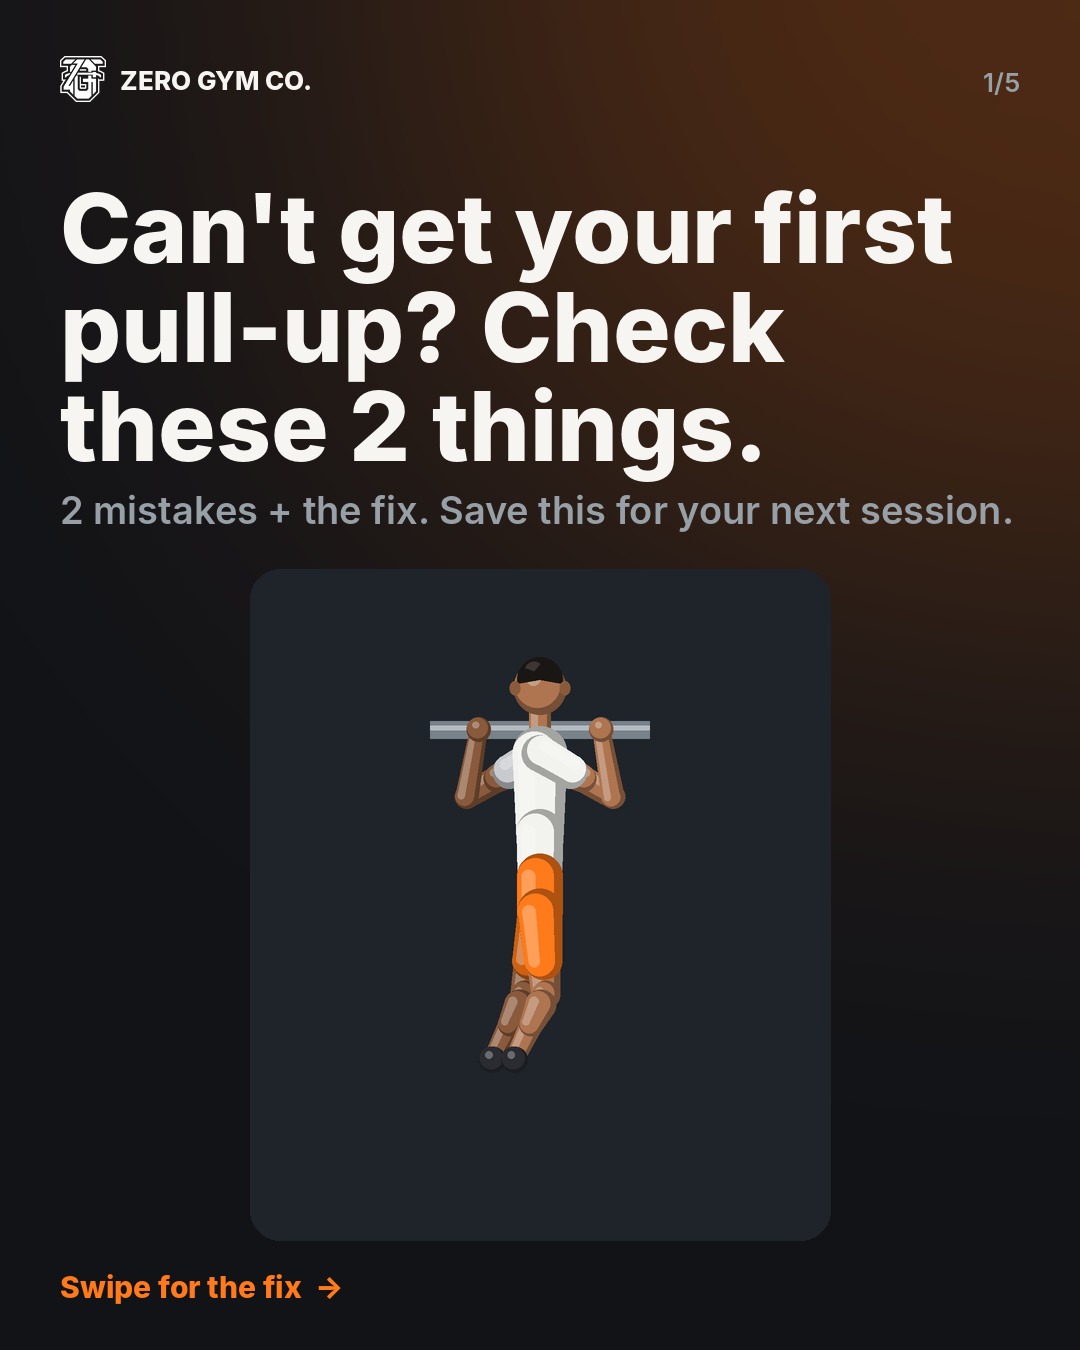 ZERO GYM CO.
1/5
Can't get your first
pull-up? Check
these 2 things.
2 mistakes + the fix. Save this for your next session.
Swipe for the fix →